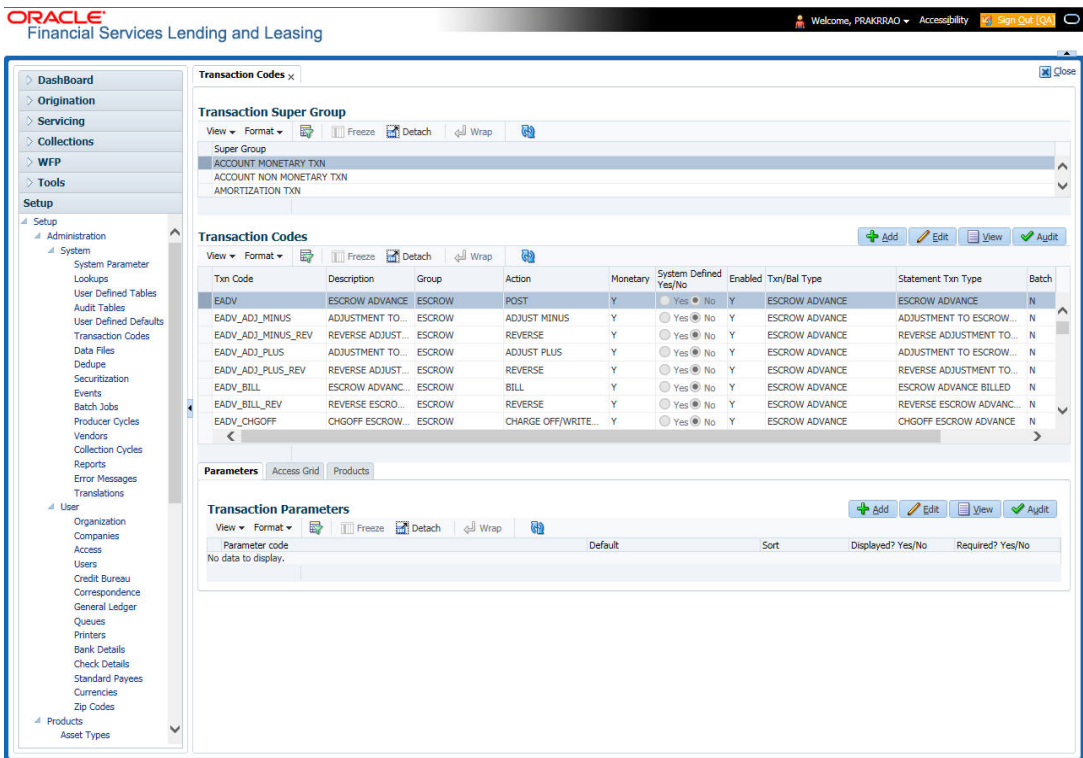 ORACLE
Financial Services Lending and Leasing
Welcome, PRAKRRAO Accessibility Sign Out [QA]
DashBoard
Origination
Servicing
Collections
WFP
Tools
Setup
Setup
Administration
System
System Parameter
Lookups
User Defined Tables
Audit Tables
User Defined Defaults
Transaction Codes
Data Files
Dedupe
Securitization
Events
Batch Jobs
Producer Cycles
Vendors
Collection Cycles
Reports
Error Messages
Translations
User
Organization
Companies
Access
Users
Credit Bureau
Correspondence
General Ledger
Queues
Printers
Bank Details
Check Details
Standard Payees
Currencies
Zip Codes
Products
Asset Types
Transaction Codes x
Close
Transaction Super Group
View Format Freeze Detach Wrap
Super Group
ACCOUNT MONETARY TXN
ACCOUNT NON MONETARY TXN
AMORTIZATION TXN
Transaction Codes
Add Edit View Audit
View Format Freeze Detach Wrap
Txn Code Description Group Action Monetary System Defined Yes/No Enabled Txn/Bal Type Statement Txn Type Batch
EADV ESCROW ADVANCE ESCROW POST Y Yes No Y ESCROW ADVANCE ESCROW ADVANCE N
EADV_ADJ_MINUS ADJUSTMENT TO... ESCROW ADJUST MINUS Y Yes No Y ESCROW ADVANCE ADJUSTMENT TO ESCROW... N
EADV_ADJ_MINUS_REV REVERSE ADJUST... ESCROW REVERSE Y Yes No Y ESCROW ADVANCE REVERSE ADJUSTMENT TO... N
EADV_ADJ_PLUS ADJUSTMENT TO... ESCROW ADJUST PLUS Y Yes No Y ESCROW ADVANCE ADJUSTMENT TO ESCROW... N
EADV_ADJ_PLUS_REV REVERSE ADJUST... ESCROW REVERSE Y Yes No Y ESCROW ADVANCE REVERSE ADJUSTMENT TO... N
EADV_BILL ESCROW ADVANC... ESCROW BILL Y Yes No Y ESCROW ADVANCE ESCROW ADVANCE BILLED N
EADV_BILL_REV REVERSE ESCRO... ESCROW REVERSE Y Yes No Y ESCROW ADVANCE REVERSE ESCROW ADVANC... N
EADV_CHGOFF CHGOFF ESCROW... ESCROW CHARGE OFF/WRITE... Y Yes No Y ESCROW ADVANCE CHGOFF ESCROW ADVANCE N
Parameters Access Grid Products
Transaction Parameters
Add Edit View Audit
View Format Freeze Detach Wrap
Parameter code Default Sort Displayed? Yes/No Required? Yes/No
No data to display.